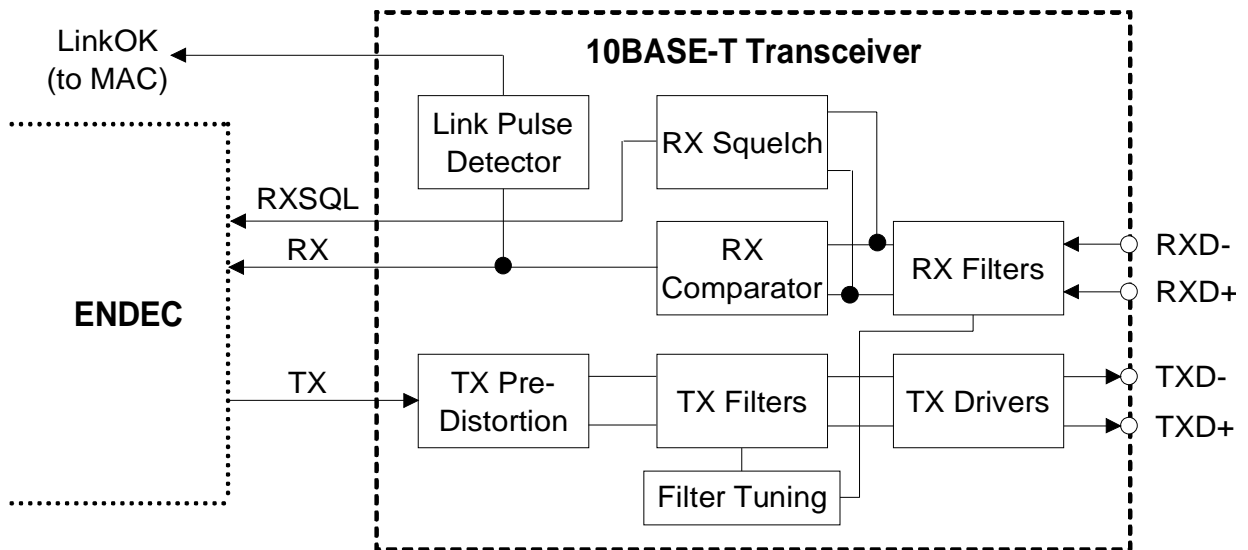 LinkOK
(to MAC)
10BASE-T Transceiver
Link Pulse
Detector
RX Squelch
RXSQL
RX
RX
Comparator
RX Filters
RXD-
RXD+
ENDEC
TX
TX Pre-
Distortion
TX Filters
TX Drivers
TXD-
TXD+
Filter Tuning